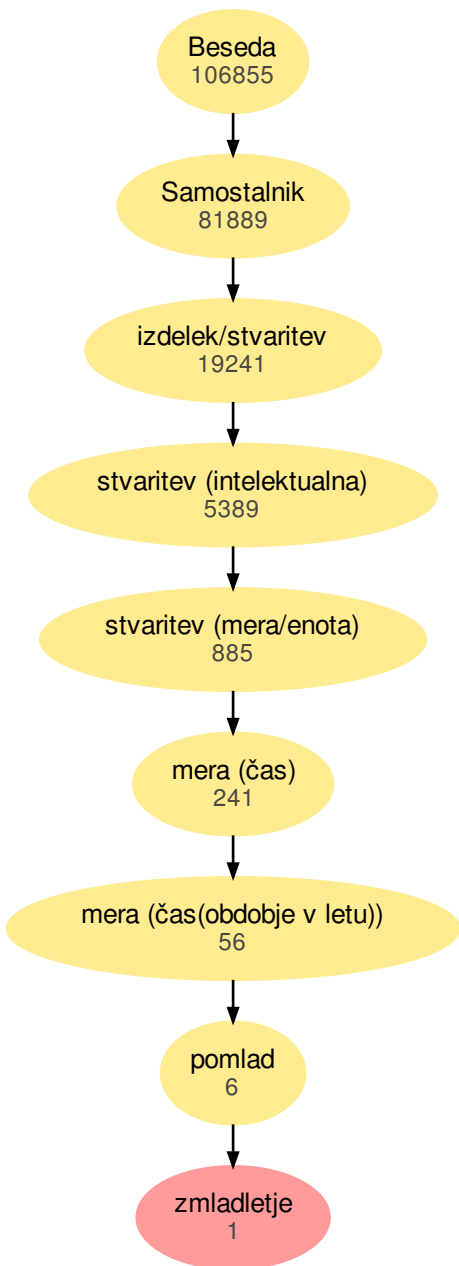 Beseda
106855
Samostalnik
81889
izdelek/stvaritev
19241
stvaritev (intelektualna)
5389
stvaritev (mera/enota)
885
mera (čas)
241
mera (čas(obdobje v letu))
56
pomlad
6
zmladletje
1